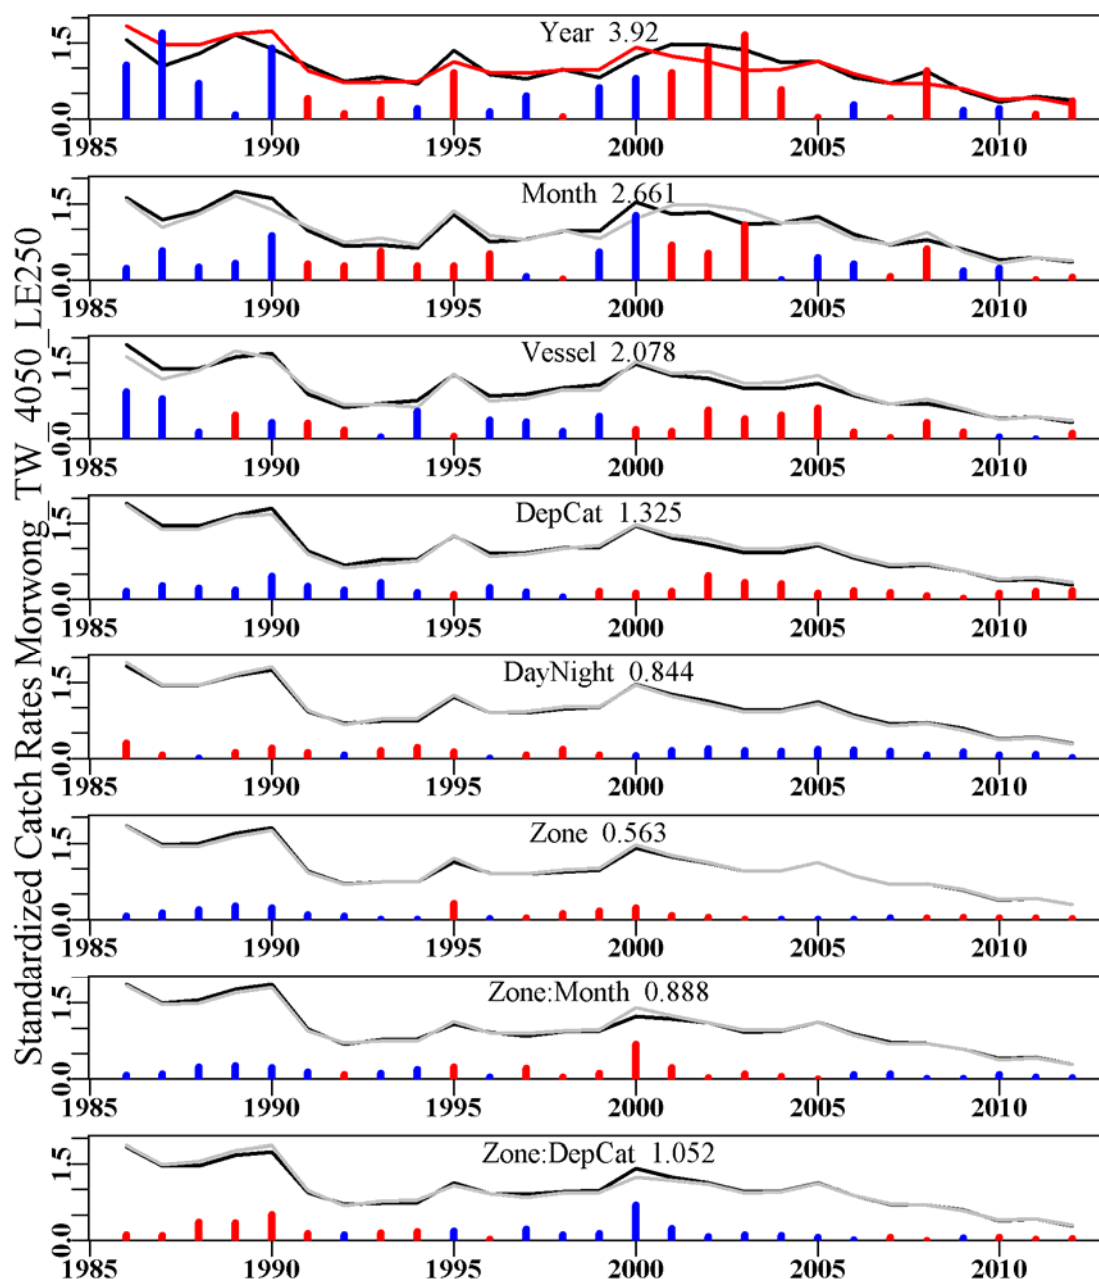 Standardized Catch Rates Morwong_TW_4050_LE250
Year 3.92
0.0 1.5
1985 1990 1995 2000 2005 2010
Month 2.661
0.0 1.5
1985 1990 1995 2000 2005 2010
Vessel 2.078
0.0 1.5
1985 1990 1995 2000 2005 2010
DepCat 1.325
0.0 1.5
1985 1990 1995 2000 2005 2010
DayNight 0.844
0.0 1.5
1985 1990 1995 2000 2005 2010
Zone 0.563
0.0 1.5
1985 1990 1995 2000 2005 2010
Zone:Month 0.888
0.0 1.5
1985 1990 1995 2000 2005 2010
Zone:DepCat 1.052
0.0 1.5
1985 1990 1995 2000 2005 2010